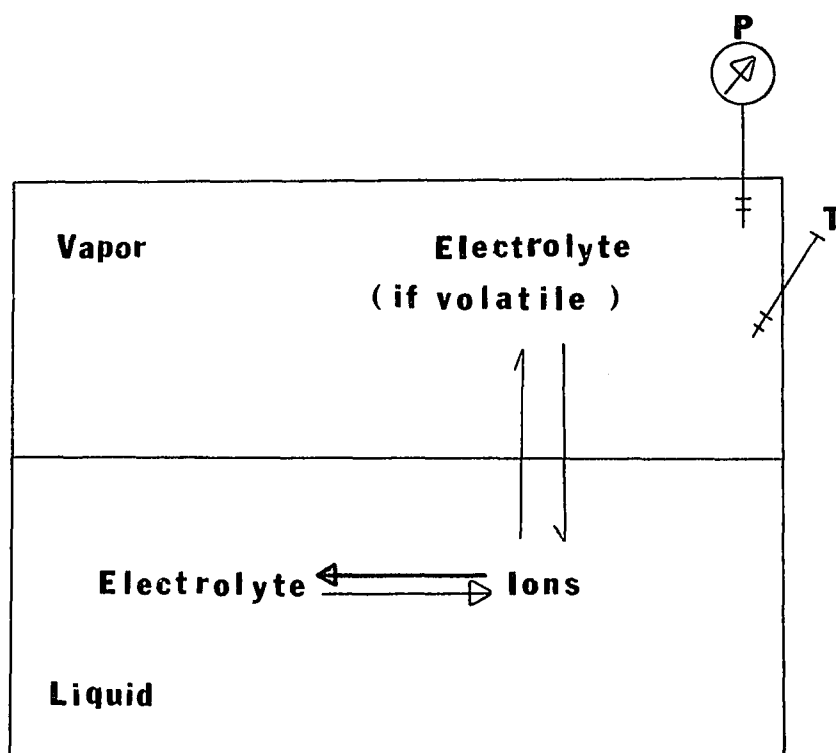 P
T
Vapor
Electrolyte
(if volatile )
Electrolyte
Ions
Liquid